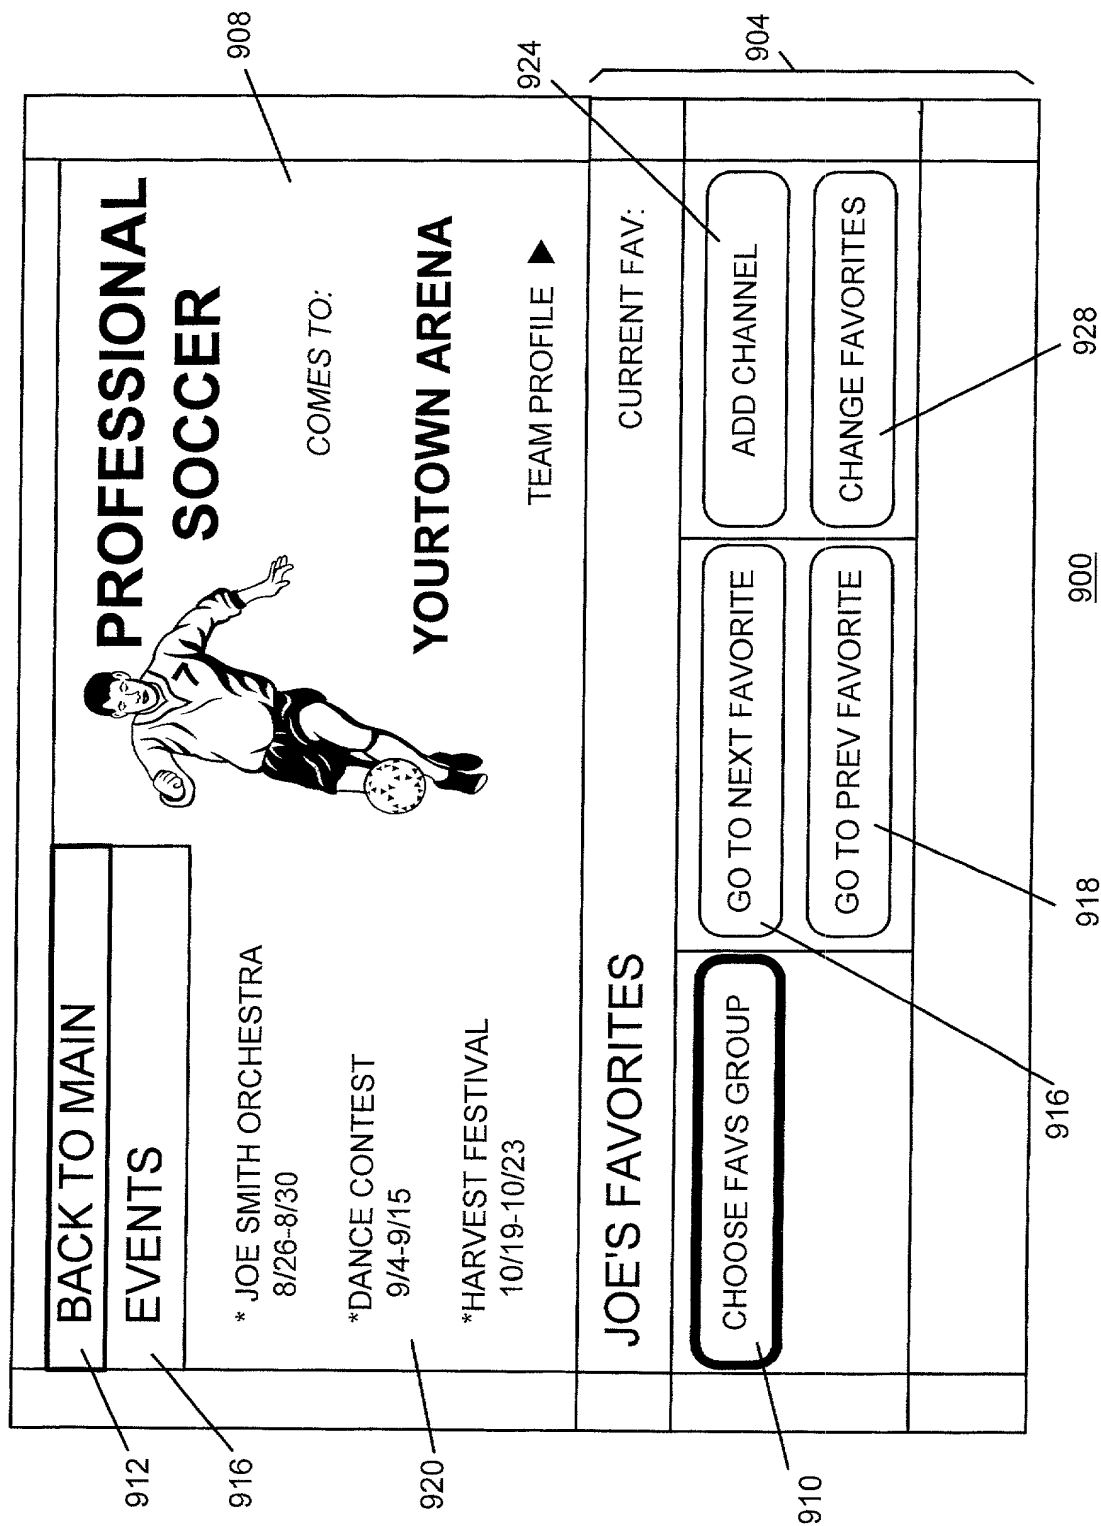 BACK TO MAIN
EVENTS
* JOE SMITH ORCHESTRA
8/26-8/30
*DANCE CONTEST
9/4-9/15
*HARVEST FESTIVAL
10/19-10/23
PROFESSIONAL
SOCCER
COMES TO:
YOURTOWN ARENA
TEAM PROFILE ▶
JOE'S FAVORITES
CURRENT FAV:
CHOOSE FAVS GROUP
GO TO NEXT FAVORITE
GO TO PREV FAVORITE
ADD CHANNEL
CHANGE FAVORITES
912
916
920
910
908
924
904
916
918
928
900